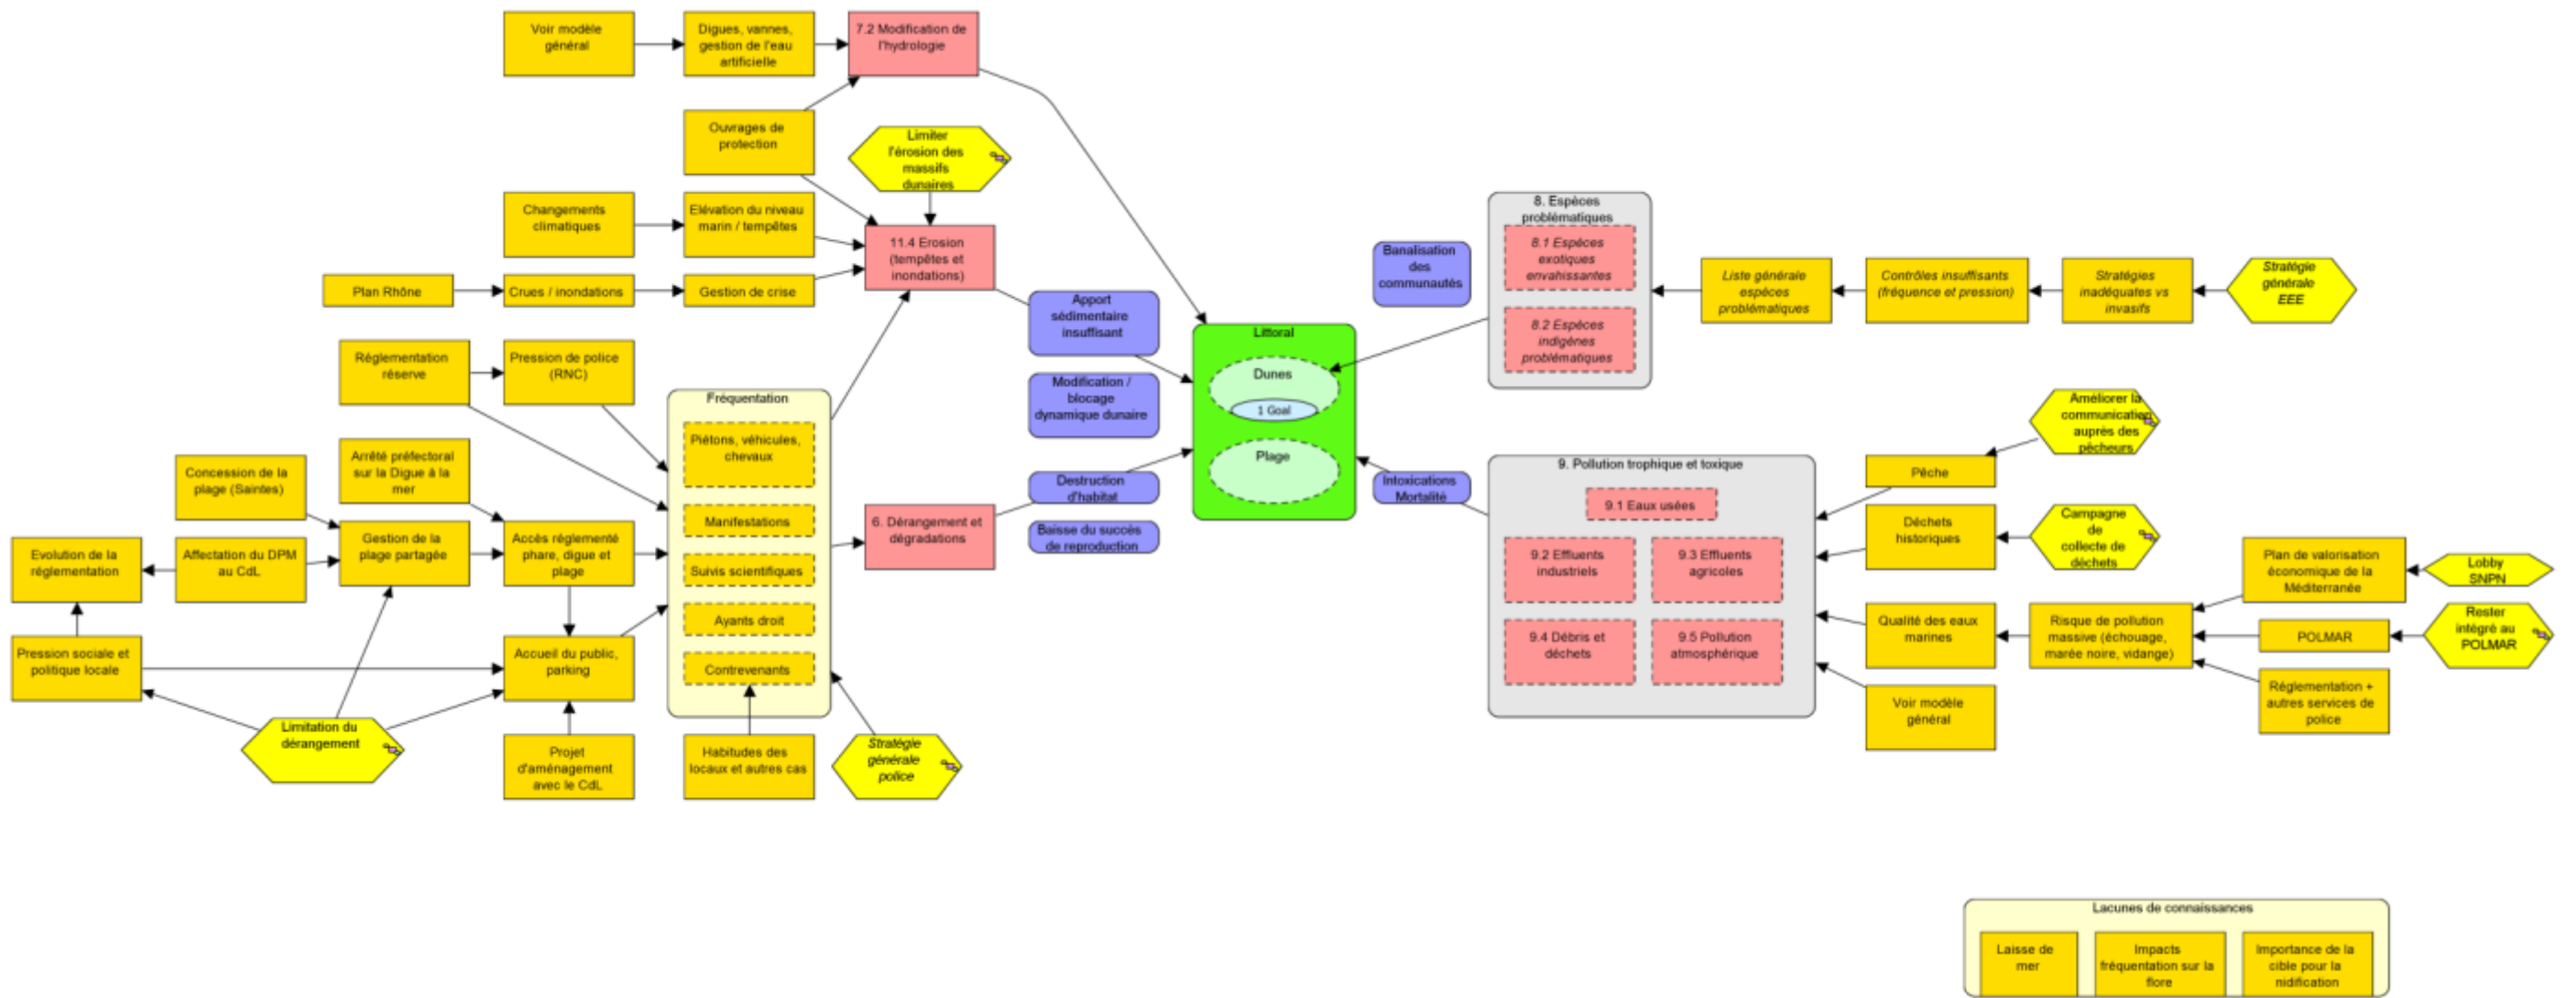 Voir modèle
général
Digues, vannes,
gestion de l'eau
artificielle
7.2 Modification de
l'hydrologie
Ouvrages de
protection
Limiter
l'érosion des
massifs
dunaires
Changements
climatiques
Elévation du niveau
marin / tempêtes
11.4 Erosion
(tempêtes et
inondations)
Plan Rhône
Crues / inondations
Gestion de crise
Réglementation
réserve
Pression de police
(RNC)
Arrêté préfectoral
sur la Digue à la
mer
Concession de la
plage (Saintes)
Evolution de la
réglementation
Affectation du DPM
au CdL
Gestion de la
plage partagée
Accès réglementé
phare, digue et
plage
Pression sociale et
politique locale
Accueil du public,
parking
Limitation du
dérangement
Projet
d'aménagement
avec le CdL
Fréquentation
Piétons, véhicules,
chevaux
Manifestations
Suivis scientifiques
Ayants droit
Contrevenants
Habitudes des
locaux et autres cas
Stratégie
générale
police
6. Dérangement et
dégradations
Apport
sédimentaire
insuffisant
Modification /
blocage
dynamique dunaire
Destruction
d'habitat
Baisse du succès
de reproduction
Littoral
Dunes
1 Goal
Plage
Banalisation
des
communautés
Intoxications
Mortalité
8. Espèces
problématiques
8.1 Espèces
exotiques
envahissantes
8.2 Espèces
indigènes
problématiques
Liste générale
espèces
problématiques
Contrôles insuffisants
(fréquence et pression)
Stratégies
inadéquates vs
invasifs
Stratégie
générale
EEE
9. Pollution trophique et toxique
9.1 Eaux usées
9.2 Effluents
industriels
9.3 Effluents
agricoles
9.4 Débris et
déchets
9.5 Pollution
atmosphérique
Améliorer la
communication
auprès des
pêcheurs
Pêche
Déchets
historiques
Campagne
de
collecte de
déchets
Qualité des eaux
marines
Risque de pollution
massive (échouage,
marée noire, vidange)
Plan de valorisation
économique de la
Méditerranée
Lobby
SNPN
POLMAR
Rester
intégré au
POLMAR
Réglementation +
autres services de
police
Voir modèle
général
Lacunes de connaissances
Laisse de
mer
Impacts
fréquentation sur la
flore
Importance de la
cible pour la
nidification